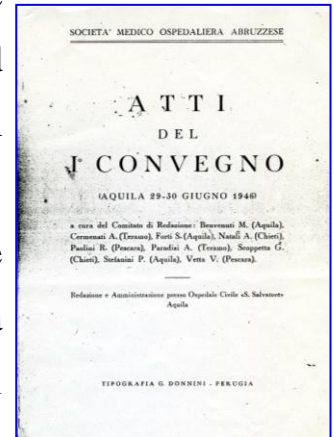 SOCIETA' MEDICO OSPEDALIERA ABRUZZESE
ATTI
DEL
I° CONVEGNO
(AQUILA 29-30 GIUGNO 1946)
a cura del Comitato di Redazione: Benvenuti M. (Aquila),
Cermenati A. (Teramo), Forti S. (Aquila), Natali A. (Chieti),
Paolini R. (Pescara), Paradisi A. (Teramo), Scoppetta G.
(Chieti), Stefanini P. (Aquila), Vetta V. (Pescara).
Redazione e Amministrazione presso Ospedale Civile «S. Salvatore»
Aquila
TIPOGRAFIA G. DONNINI - PERUGIA